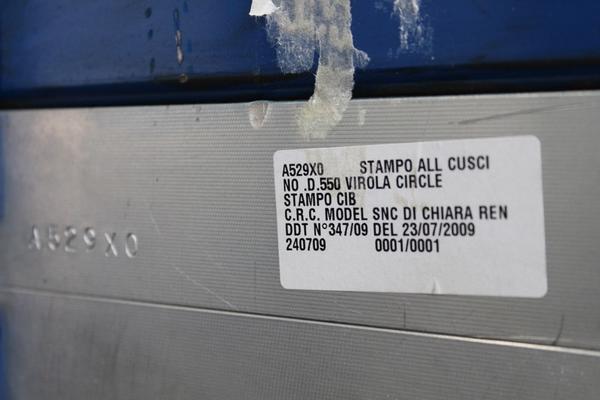 A529X0 STAMPO ALL CUSCI
NO .D.550 VIROLA CIRCLE
STAMPO CIB
C.R.C. MODEL SNC DI CHIARA REN
DDT N°347/09 DEL 23/07/2009
240709 0001/0001
A529X0